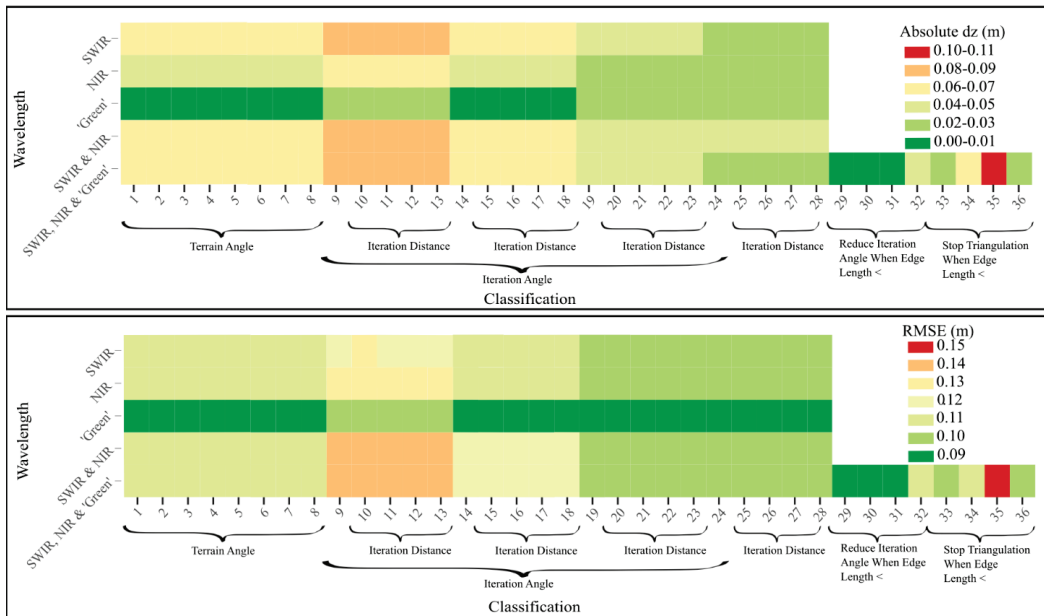 Absolute dz (m)
0.10-0.11
0.08-0.09
0.06-0.07
0.04-0.05
0.02-0.03
0.00-0.01
Wavelength
SWIR
NIR
'Green'
SWIR & NIR
SWIR, NIR & 'Green'
1 2 3 4 5 6 7 8 9 10 11 12 13 14 15 16 17 18 19 20 21 22 23 24 25 26 27 28 29 30 31 32 33 34 35 36
Terrain Angle Iteration Distance Iteration Distance Iteration Distance Iteration Distance
Reduce Iteration
Angle When Edge
Length <
Stop Triangulation
When Edge
Length <
Iteration Angle
Classification
RMSE (m)
0.15
0.14
0.13
0.12
0.11
0.10
0.09
Wavelength
SWIR
NIR
'Green'
SWIR & NIR
SWIR, NIR & 'Green'
1 2 3 4 5 6 7 8 9 10 11 12 13 14 15 16 17 18 19 20 21 22 23 24 25 26 27 28 29 30 31 32 33 34 35 36
Terrain Angle Iteration Distance Iteration Distance Iteration Distance Iteration Distance
Reduce Iteration
Angle When Edge
Length <
Stop Triangulation
When Edge
Length <
Iteration Angle
Classification